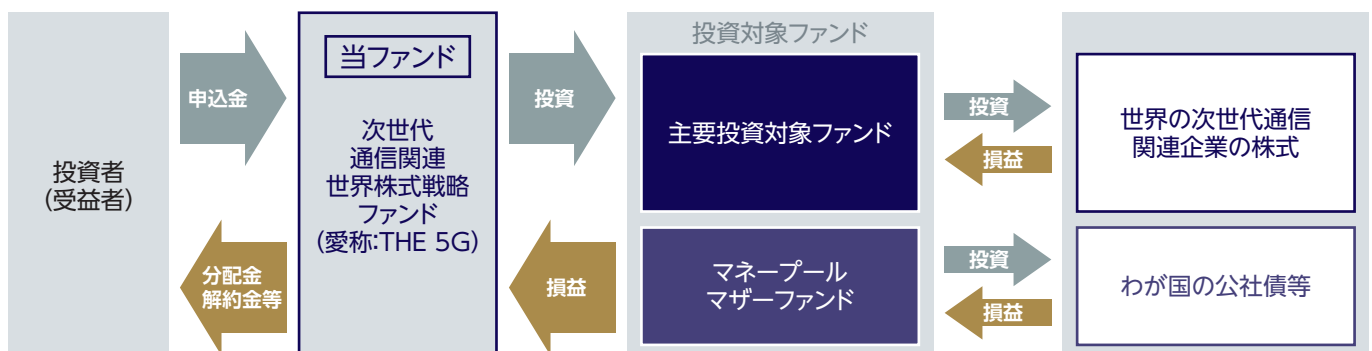 投資者
(受益者)
申込金
分配金
解約金等
当ファンド
次世代
通信関連
世界株式戦略
ファンド
(愛称:THE 5G)
投資
損益
投資対象ファンド
主要投資対象ファンド
マネープール
マザーファンド
投資
損益
投資
損益
世界の次世代通信
関連企業の株式
わが国の公社債等